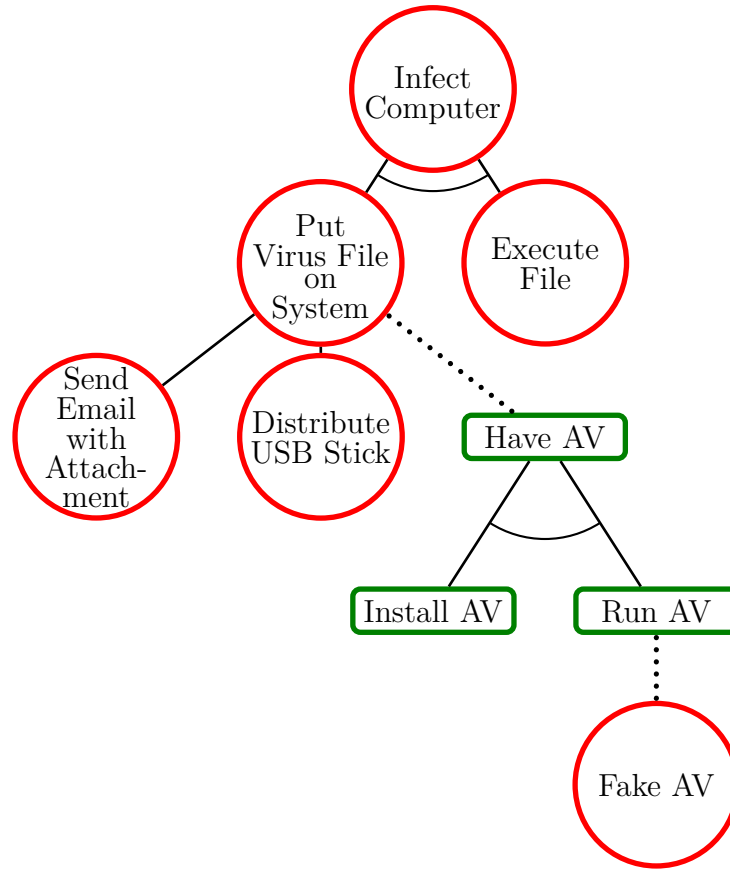 Infect
Computer
Put
Virus File
on
System
Execute
File
Send
Email
with
Attach-
ment
Distribute
USB Stick
Have AV
Install AV
Run AV
Fake AV